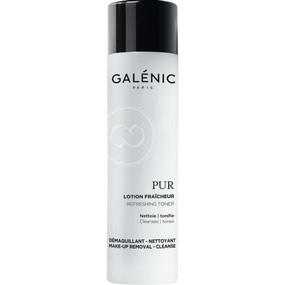 GALÉNIC
PARIS
PUR
LOTION FRAÎCHEUR
REFRESHING TONER
Nettoie | tonifie
Cleanses | tones
DÉMAQUILLANT - NETTOYANT
MAKE-UP REMOVAL - CLEANSE